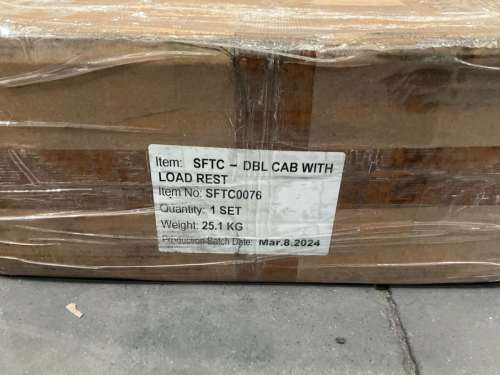 Item: SFTC - DBL CAB WITH
LOAD REST
Item No: SFTC0076
Quantity: 1 SET
Weight: 25.1 KG
Production Batch Date: Mar.8.2024